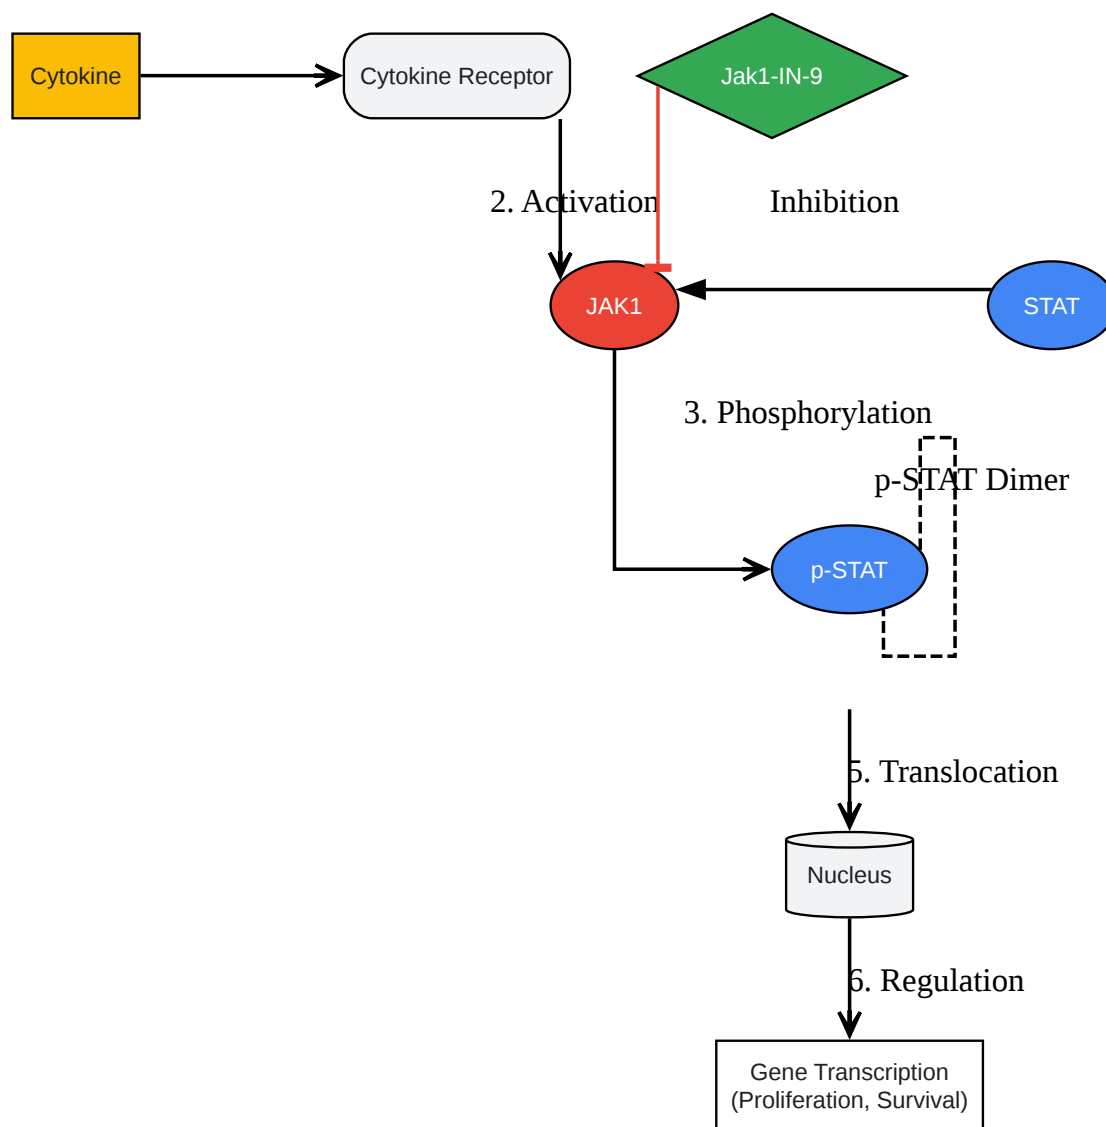 Cytokine
Cytokine Receptor
Jak1-IN-9
2. Activation
Inhibition
JAK1
STAT
3. Phosphorylation
p-STAT Dimer
p-STAT
5. Translocation
Nucleus
6. Regulation
Gene Transcription
(Proliferation, Survival)